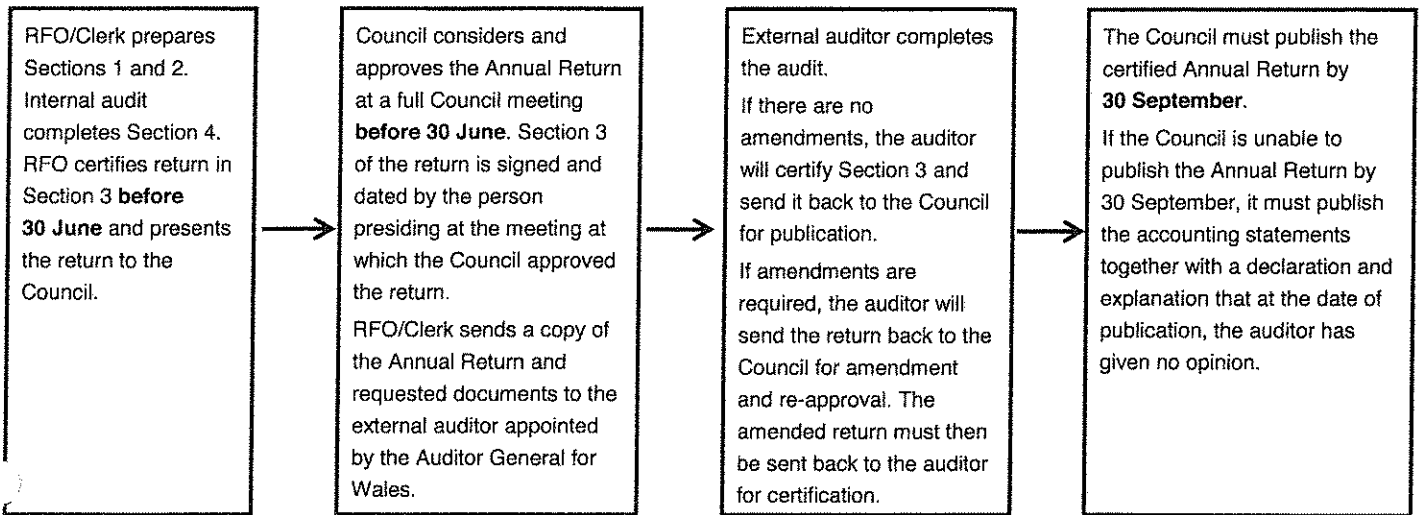 RFO/Clerk prepares
Sections 1 and 2.
Internal audit
completes Section 4.
RFO certifies return in
Section 3 before
30 June and presents
the return to the
Council.
Council considers and
approves the Annual Return
at a full Council meeting
before 30 June. Section 3
of the return is signed and
dated by the person
presiding at the meeting at
which the Council approved
the return.
RFO/Clerk sends a copy of
the Annual Return and
requested documents to the
external auditor appointed
by the Auditor General for
Wales.
External auditor completes
the audit.
If there are no
amendments, the auditor
will certify Section 3 and
send it back to the Council
for publication.
If amendments are
required, the auditor will
send the return back to the
Council for amendment
and re-approval. The
amended return must then
be sent back to the auditor
for certification.
The Council must publish the
certified Annual Return by
30 September.
If the Council is unable to
publish the Annual Return by
30 September, it must publish
the accounting statements
together with a declaration and
explanation that at the date of
publication, the auditor has
given no opinion.